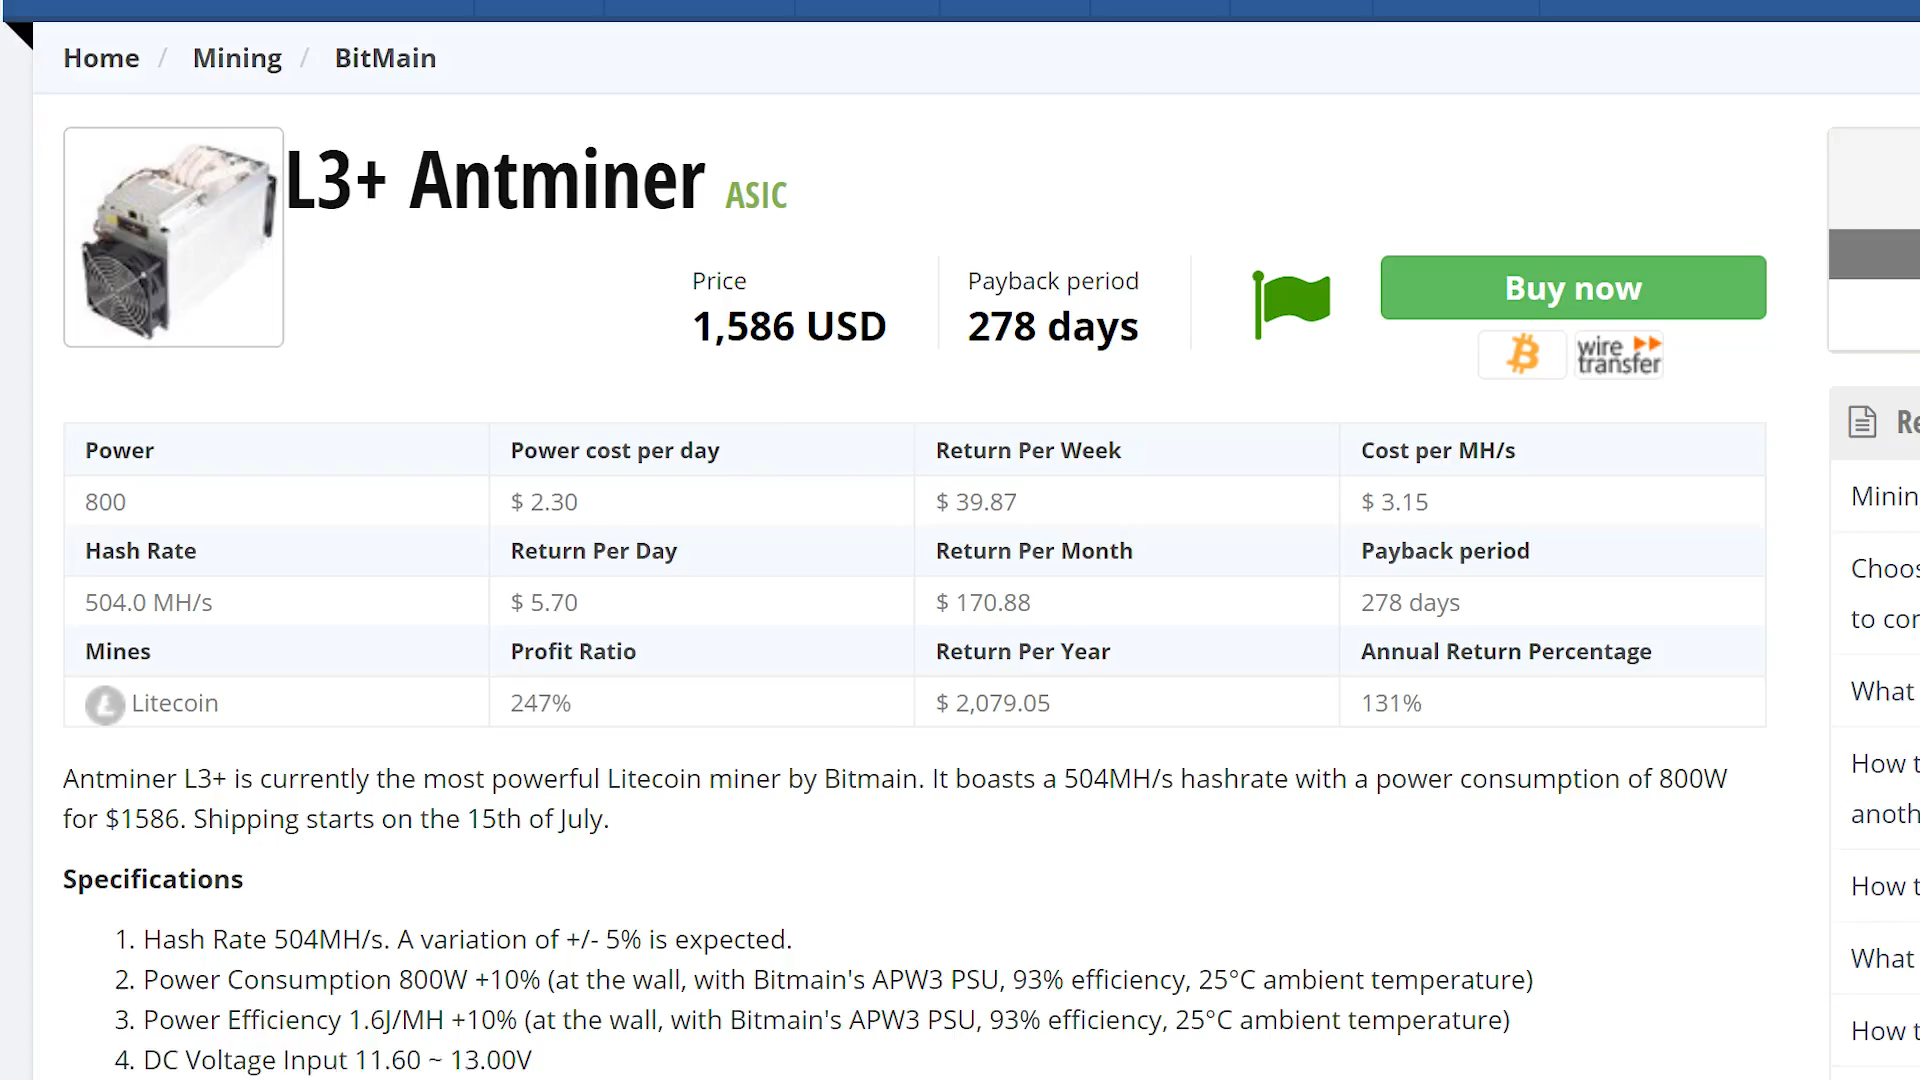 Home / Mining / BitMain
L3+ Antminer ASIC
Price
1,586 USD
Payback period
278 days
Buy now
wire transfer
Power Power cost per day Return Per Week Cost per MH/s
800 $ 2.30 $ 39.87 $ 3.15
Hash Rate Return Per Day Return Per Month Payback period
504.0 MH/s $ 5.70 $ 170.88 278 days
Mines Profit Ratio Return Per Year Annual Return Percentage
Litecoin 247% $ 2,079.05 131%
Antminer L3+ is currently the most powerful Litecoin miner by Bitmain. It boasts a 504MH/s hashrate with a power consumption of 800W
for $1586. Shipping starts on the 15th of July.
Specifications
1. Hash Rate 504MH/s. A variation of +/- 5% is expected.
2. Power Consumption 800W +10% (at the wall, with Bitmain's APW3 PSU, 93% efficiency, 25°C ambient temperature)
3. Power Efficiency 1.6J/MH +10% (at the wall, with Bitmain's APW3 PSU, 93% efficiency, 25°C ambient temperature)
4. DC Voltage Input 11.60 ~ 13.00V
Re
Minin
Choos
to cor
What
How t
anoth
How t
What
How t